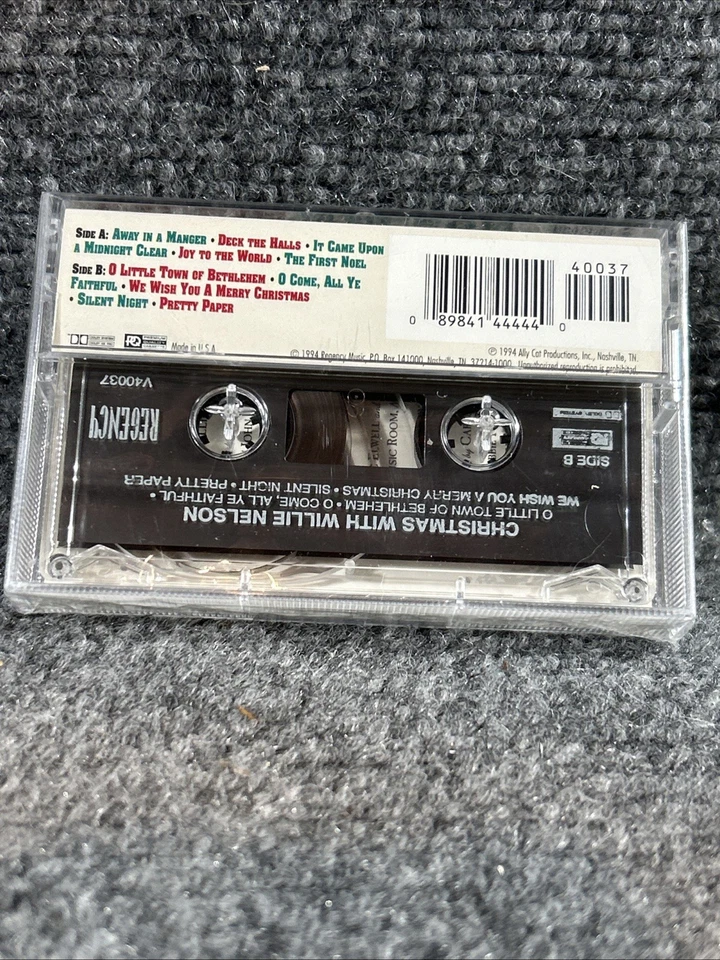 SIDE A: AWAY IN A MANGER • DECK THE HALLS • IT CAME UPON
A MIDNIGHT CLEAR • JOY TO THE WORLD • THE FIRST NOEL
SIDE B: O LITTLE TOWN OF BETHLEHEM • O COME, ALL YE
FAITHFUL • WE WISH YOU A MERRY CHRISTMAS
• SILENT NIGHT • PRETTY PAPER
40037
0 89841 44444 0
Made in U.S.A.
© 1994 Regency Music, P.O. Box 141000, Nashville, TN 37214-1000
℗ 1994 Ally Cat Productions, Inc., Nashville, TN.
Unauthorized reproduction is prohibited
CHRISTMAS WITH WILLIE NELSON
O LITTLE TOWN OF BETHLEHEM • O COME, ALL YE FAITHFUL •
WE WISH YOU A MERRY CHRISTMAS • SILENT NIGHT • PRETTY PAPER
SIDE B
REGENCY
V40037
JOHN
SIC ROOM,